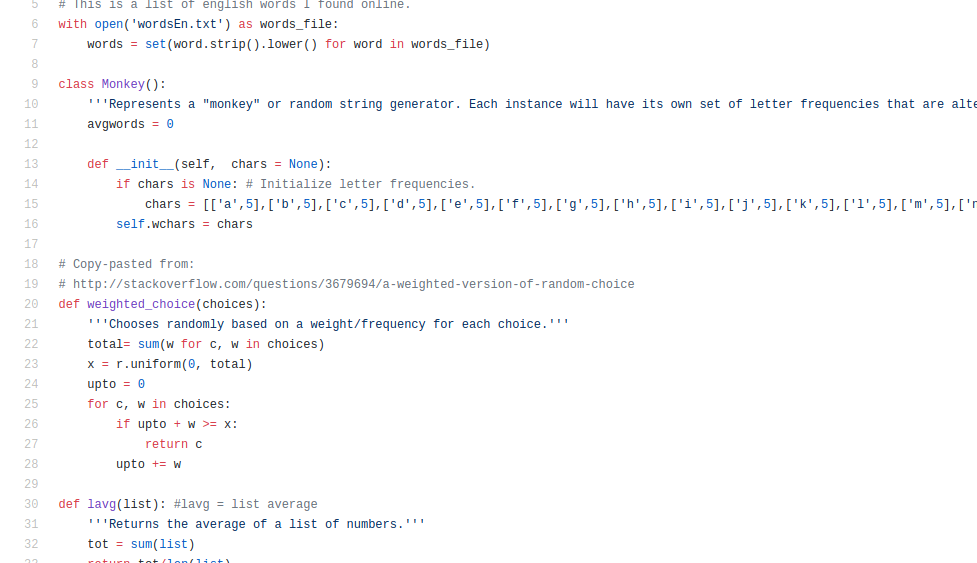 5 # This is a list of english words I found online.
6 with open('wordsEn.txt') as words_file:
7 words = set(word.strip().lower() for word in words_file)
8
9 class Monkey():
10 '''Represents a "monkey" or random string generator. Each instance will have its own set of letter frequencies that are alte
11 avgwords = 0
12
13 def __init__(self,  chars = None):
14 if chars is None: # Initialize letter frequencies.
15 chars = [['a',5],['b',5],['c',5],['d',5],['e',5],['f',5],['g',5],['h',5],['i',5],['j',5],['k',5],['l',5],['m',5],['n
16 self.wchars = chars
17
18 # Copy-pasted from:
19 # http://stackoverflow.com/questions/3679694/a-weighted-version-of-random-choice
20 def weighted_choice(choices):
21 '''Chooses randomly based on a weight/frequency for each choice.'''
22 total= sum(w for c, w in choices)
23 x = r.uniform(0, total)
24 upto = 0
25 for c, w in choices:
26 if upto + w >= x:
27 return c
28 upto += w
29
30 def lavg(list): #lavg = list average
31 '''Returns the average of a list of numbers.'''
32 tot = sum(list)
33 return tot/len(list)